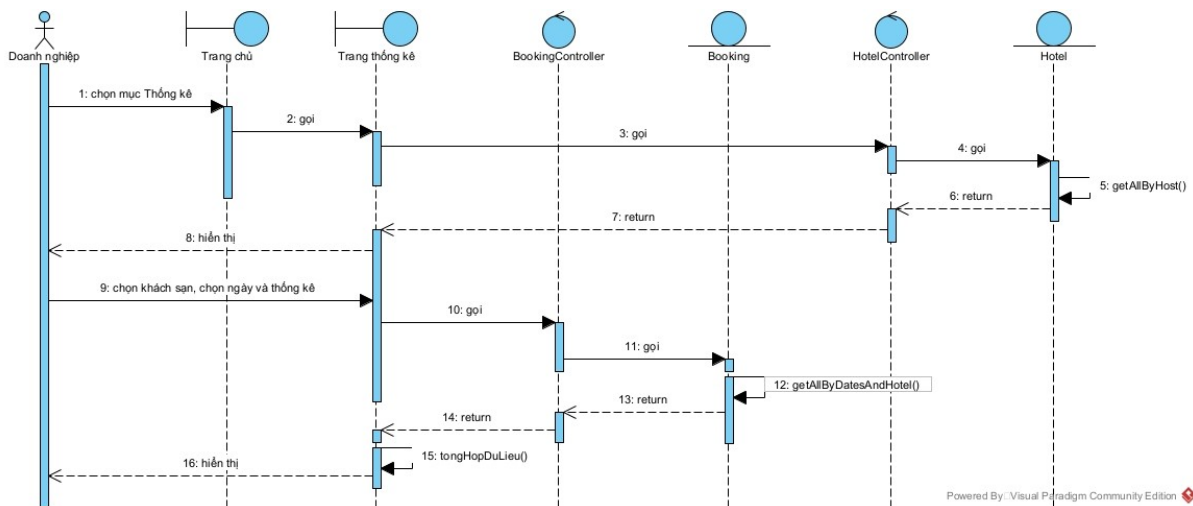 Doanh nghiệp
Trang chủ
Trang thống kê
BookingController
Booking
HotelController
Hotel
1: chọn mục Thống kê
2: gọi
3: gọi
4: gọi
5: getAllByHost()
6: return
7: return
8: hiển thị
9: chọn khách sạn, chọn ngày và thống kê
10: gọi
11: gọi
12: getAllByDatesAndHotel()
13: return
14: return
15: tongHopDuLieu()
16: hiển thị
Powered By Visual Paradigm Community Edition